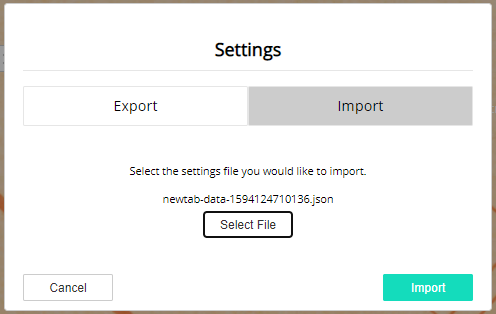 Settings
Export
Import
Select the settings file you would like to import.
newtab-data-1594124710136.json
Select File
Cancel
Import